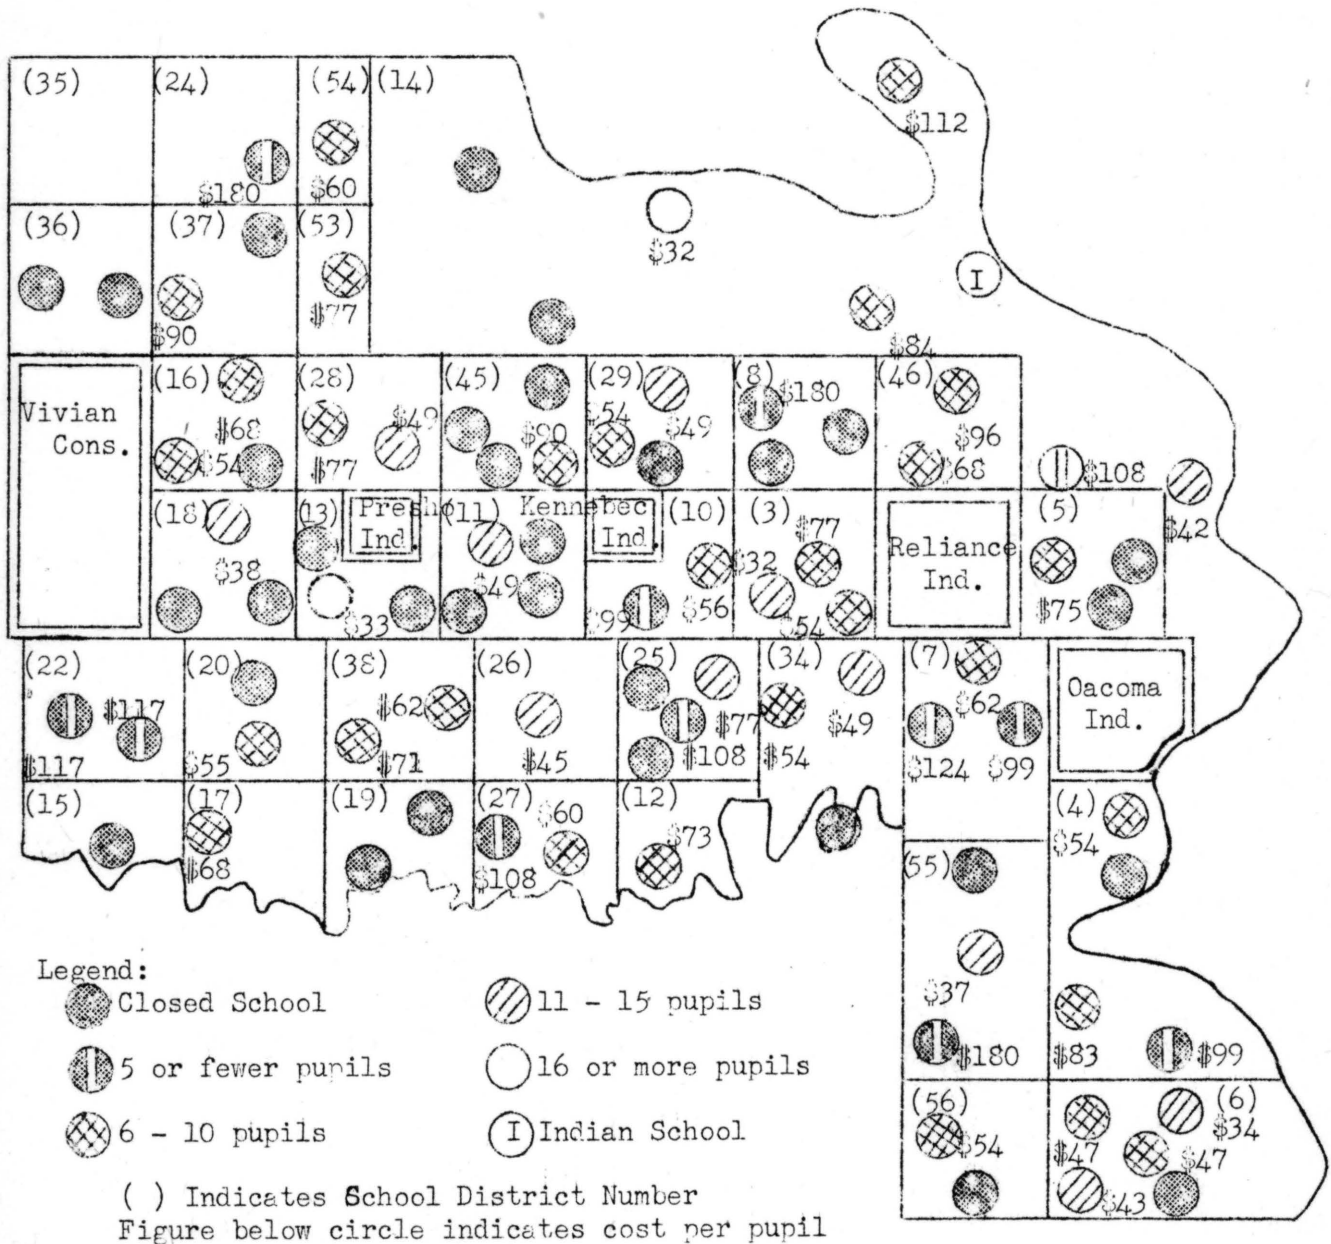 (35) (24) (54) (14)
$112
$180 $60
(36) (37) (53)
$32
I
$77
$90
$84
(16) (28) (45) (29) (8) (46)
$180
Vivian
Cons.
$49 $54
$68 $90 $49 $96
$54 $77 $68 $108
(18) (13) Presho (11) Kennebec (10) (3) (5)
Ind. Ind.
$42
$77
Reliance
Ind.
$38 $32
$49
$33 $99 $56 $54 $75
(22) (20) (38) (26) (25) (34) (7)
Oacoma
Ind.
$117 $62 $62
$77 $49
$117 $55 $71 $45 $108 $54 $124 $99
(15) (17) (19) (27) (12) (4)
$60 $73 $54
$68 $108
(55)
$37
$180 $83 $99
(56) (6)
$34
$54 $47 $47
$43
Legend:
Closed School
11 - 15 pupils
5 or fewer pupils
16 or more pupils
6 - 10 pupils
I Indian School
( ) Indicates School District Number
Figure below circle indicates cost per pupil